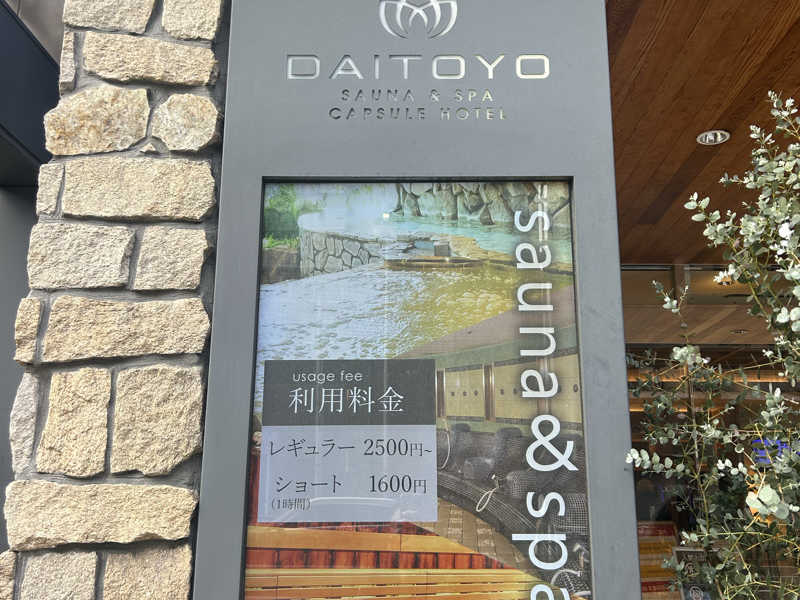 DAITOYO
SAUNA & SPA
CAPSULE HOTEL
sauna & spa
usage fee
利用料金
レギュラー 2500円~
ショート 1600円
(1時間)